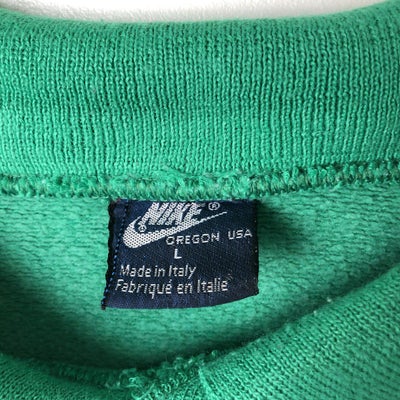 NIKE
OREGON USA
L
Made in Italy
Fabriqué en Italie